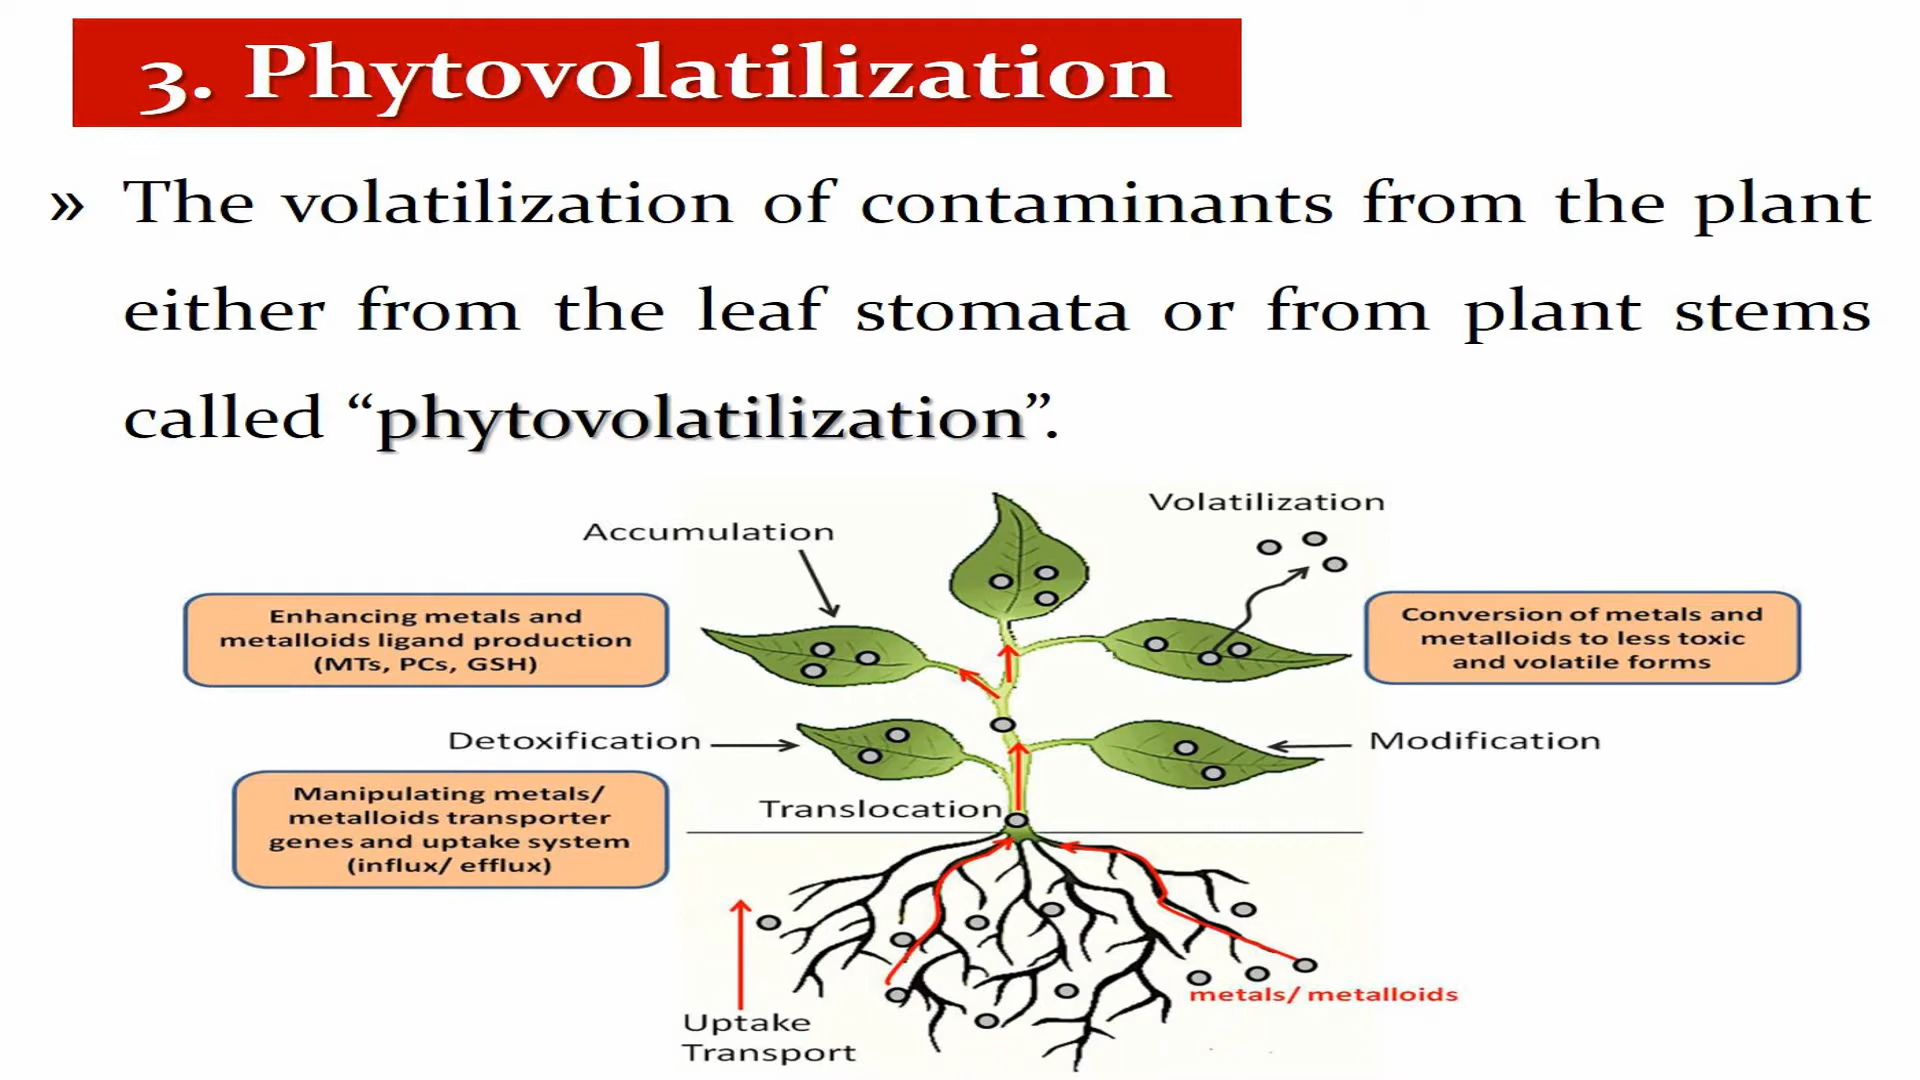 3. Phytovolatilization
» The volatilization of contaminants from the plant
either from the leaf stomata or from plant stems
called “phytovolatilization”.
Volatilization
Accumulation
Enhancing metals and
metalloids ligand production
(MTs, PCs, GSH)
Conversion of metals and
metalloids to less toxic
and volatile forms
Detoxification
Modification
Manipulating metals/
metalloids transporter
genes and uptake system
(influx/ efflux)
Translocation
metals/ metalloids
Uptake
Transport